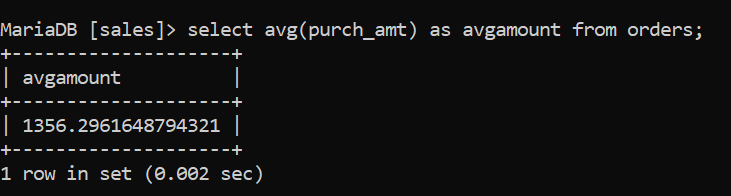 MariaDB [sales]> select avg(purch_amt) as avgamount from orders;
+--------------------+
| avgamount          |
+--------------------+
| 1356.2961648794321 |
+--------------------+
1 row in set (0.002 sec)